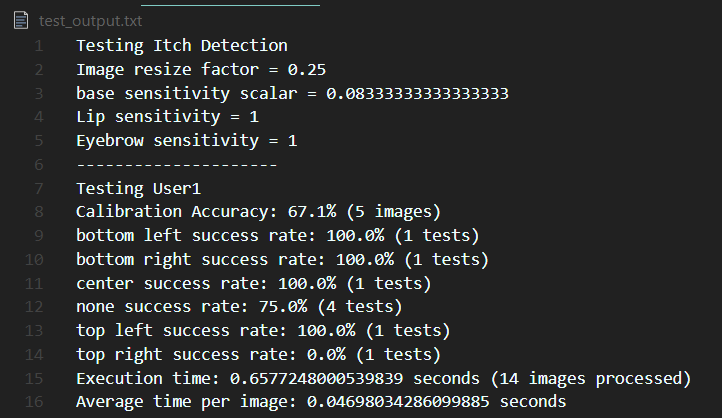 test_output.txt
1 Testing Itch Detection
2 Image resize factor = 0.25
3 base sensitivity scalar = 0.08333333333333333
4 Lip sensitivity = 1
5 Eyebrow sensitivity = 1
6 ---------------------
7 Testing User1
8 Calibration Accuracy: 67.1% (5 images)
9 bottom left success rate: 100.0% (1 tests)
10 bottom right success rate: 100.0% (1 tests)
11 center success rate: 100.0% (1 tests)
12 none success rate: 75.0% (4 tests)
13 top left success rate: 100.0% (1 tests)
14 top right success rate: 0.0% (1 tests)
15 Execution time: 0.6577248000539839 seconds (14 images processed)
16 Average time per image: 0.04698034286099885 seconds